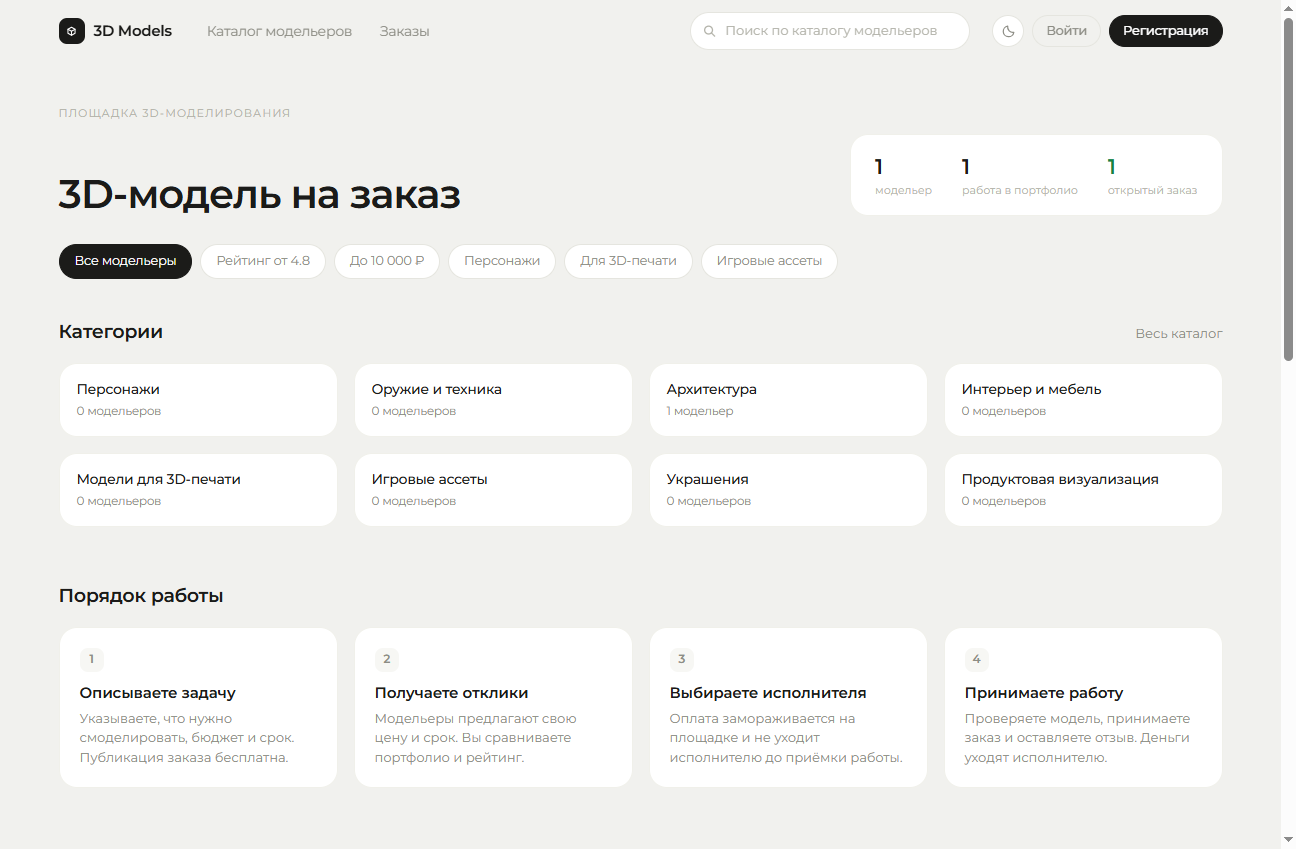 3D Models
Каталог модельеров
Заказы
Поиск по каталогу модельеров
Войти
Регистрация
ПЛОЩАДКА 3D-МОДЕЛИРОВАНИЯ
3D-модель на заказ
1
модельер
1
работа в портфолио
1
открытый заказ
Все модельеры
Рейтинг от 4.8
До 10 000 ₽
Персонажи
Для 3D-печати
Игровые ассеты
Категории
Весь каталог
Персонажи
0 модельеров
Оружие и техника
0 модельеров
Архитектура
1 модельер
Интерьер и мебель
0 модельеров
Модели для 3D-печати
0 модельеров
Игровые ассеты
0 модельеров
Украшения
0 модельеров
Продуктовая визуализация
0 модельеров
Порядок работы
1
Описываете задачу
Указываете, что нужно
смоделировать, бюджет и срок.
Публикация заказа бесплатна.
2
Получаете отклики
Модельеры предлагают свою
цену и срок. Вы сравниваете
портфолио и рейтинг.
3
Выбираете исполнителя
Оплата замораживается на
площадке и не уходит
исполнителю до приёмки работы.
4
Принимаете работу
Проверяете модель, принимаете
заказ и оставляете отзыв. Деньги
уходят исполнителю.